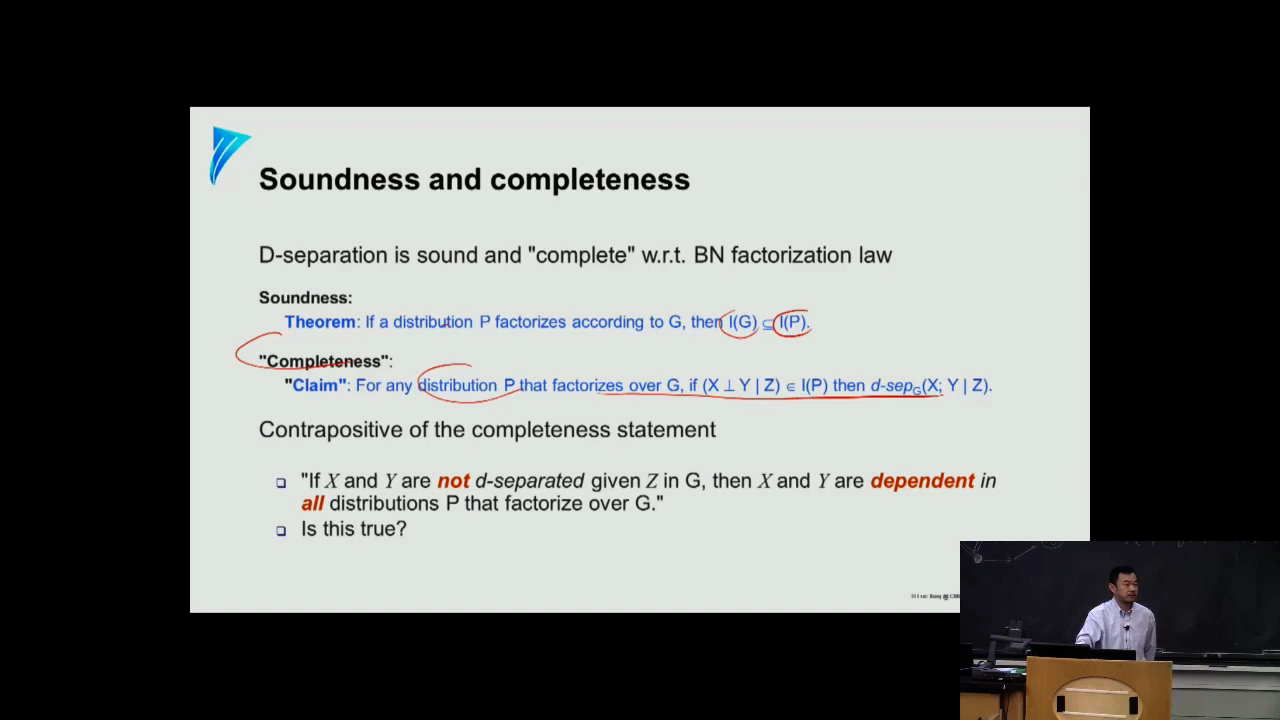 Soundness and completeness
D-separation is sound and "complete" w.r.t. BN factorization law
Soundness:
Theorem: If a distribution P factorizes according to G, then I(G) ⊆ I(P).
"Completeness":
"Claim": For any distribution P that factorizes over G, if (X ⊥ Y | Z) ∈ I(P) then d-sepG(X; Y | Z).
Contrapositive of the completeness statement
"If X and Y are not d-separated given Z in G, then X and Y are dependent in
all distributions P that factorize over G."
Is this true?